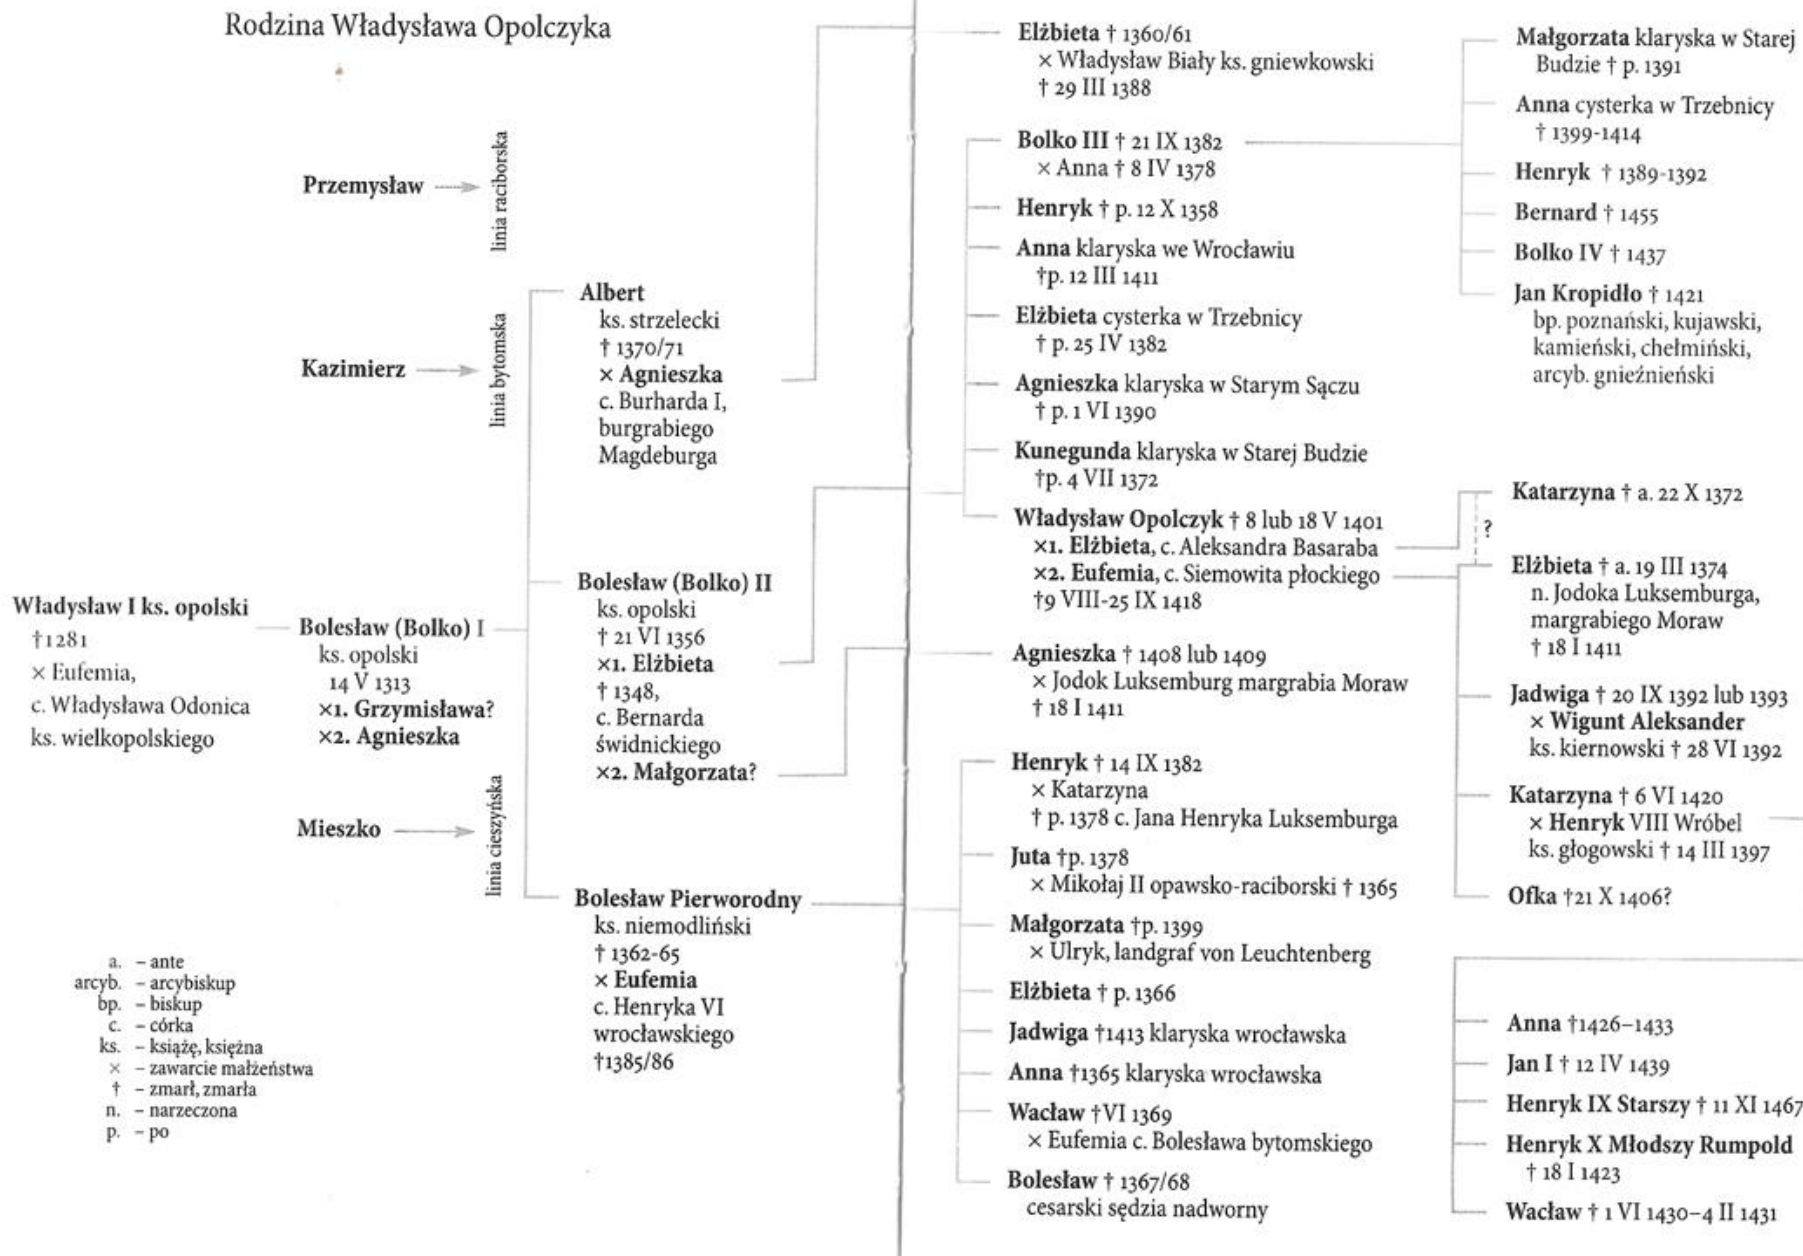 Rodzina Władysława Opolczyka
Przemysław
linia raciborska
Kazimierz
linia bytomska
Władysław I ks. opolski
†1281
× Eufemia,
c. Władysława Odonica
ks. wielkopolskiego
Bolesław (Bolko) I
ks. opolski
14 V 1313
×1. Grzymisława?
×2. Agnieszka
Mieszko
linia cieszyńska
Albert
ks. strzelecki
† 1370/71
× Agnieszka
c. Burharda I,
burgrabiego
Magdeburga
Bolesław (Bolko) II
ks. opolski
† 21 VI 1356
×1. Elżbieta
† 1348,
c. Bernarda
świdnickiego
×2. Małgorzata?
Bolesław Pierworodny
ks. niemodliński
† 1362-65
× Eufemia
c. Henryka VI
wrocławskiego
†1385/86
a. – ante
arcyb. – arcybiskup
bp. – biskup
c. – córka
ks. – książę, księżna
× – zawarcie małżeństwa
† – zmarł, zmarła
n. – narzeczona
p. – po
Elżbieta † 1360/61
× Władysław Biały ks. gniewkowski
† 29 III 1388
Bolko III † 21 IX 1382
× Anna † 8 IV 1378
Henryk † p. 12 X 1358
Anna klaryska we Wrocławiu
†p. 12 III 1411
Elżbieta cysterka w Trzebnicy
† p. 25 IV 1382
Agnieszka klaryska w Starym Sączu
† p. 1 VI 1390
Kunegunda klaryska w Starej Budzie
†p. 4 VII 1372
Władysław Opolczyk † 8 lub 18 V 1401
×1. Elżbieta, c. Aleksandra Basaraba
×2. Eufemia, c. Siemowita płockiego
†9 VIII-25 IX 1418
Agnieszka † 1408 lub 1409
× Jodok Luksemburg margrabia Moraw
† 18 I 1411
Henryk † 14 IX 1382
× Katarzyna
† p. 1378 c. Jana Henryka Luksemburga
Juta †p. 1378
× Mikołaj II opawsko-raciborski † 1365
Małgorzata †p. 1399
× Ulryk, landgraf von Leuchtenberg
Elżbieta † p. 1366
Jadwiga †1413 klaryska wrocławska
Anna †1365 klaryska wrocławska
Wacław †VI 1369
× Eufemia c. Bolesława bytomskiego
Bolesław † 1367/68
cesarski sędzia nadworny
Małgorzata klaryska w Starej
Budzie † p. 1391
Anna cysterka w Trzebnicy
† 1399-1414
Henryk † 1389-1392
Bernard † 1455
Bolko IV † 1437
Jan Kropidło † 1421
bp. poznański, kujawski,
kamieński, chełmiński,
arcyb. gnieźnieński
Katarzyna † a. 22 X 1372
?
Elżbieta † a. 19 III 1374
n. Jodoka Luksemburga,
margrabiego Moraw
† 18 I 1411
Jadwiga † 20 IX 1392 lub 1393
× Wigunt Aleksander
ks. kiernowski † 28 VI 1392
Katarzyna † 6 VI 1420
× Henryk VIII Wróbel
ks. głogowski † 14 III 1397
Ofka †21 X 1406?
Anna †1426–1433
Jan I † 12 IV 1439
Henryk IX Starszy † 11 XI 1467
Henryk X Młodszy Rumpold
† 18 I 1423
Wacław † 1 VI 1430–4 II 1431